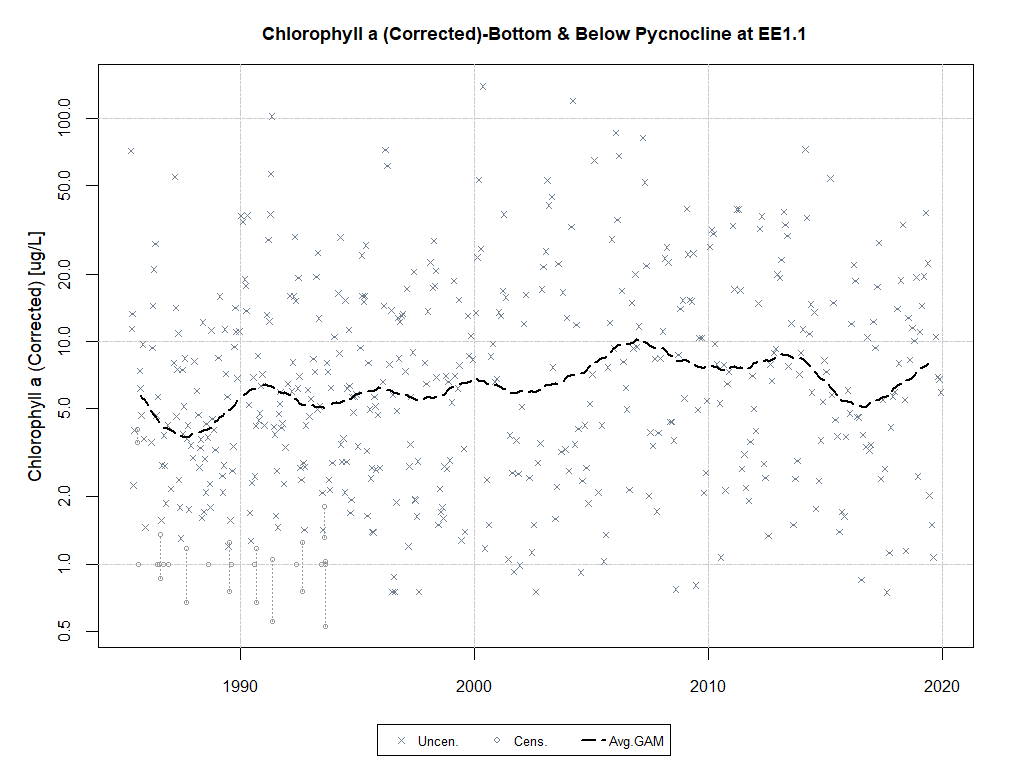 Chlorophyll a (Corrected)-Bottom & Below Pycnocline at EE1.1
Chlorophyll a (Corrected) [ug/L]
100.0
50.0
20.0
10.0
5.0
2.0
1.0
0.5
1990 2000 2010 2020
Uncen. Cens. Avg.GAM